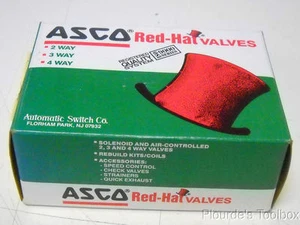 ASCO® Red-Hat VALVES
• 2 WAY
• 3 WAY
• 4 WAY
QUALITY
SYSTEM
Automatic Switch Co.
FLORHAM PARK, NJ 07932
• SOLENOID AND AIR-CONTROLLED
2, 3 AND 4 WAY VALVES
• REBUILD KITS/COILS
• ACCESSORIES:
- SPEED CONTROL
- CHECK VALVES
- STRAINERS
- QUICK EXHAUST
ASCO® Red-Hat VALVES
Plourde's Toolbox